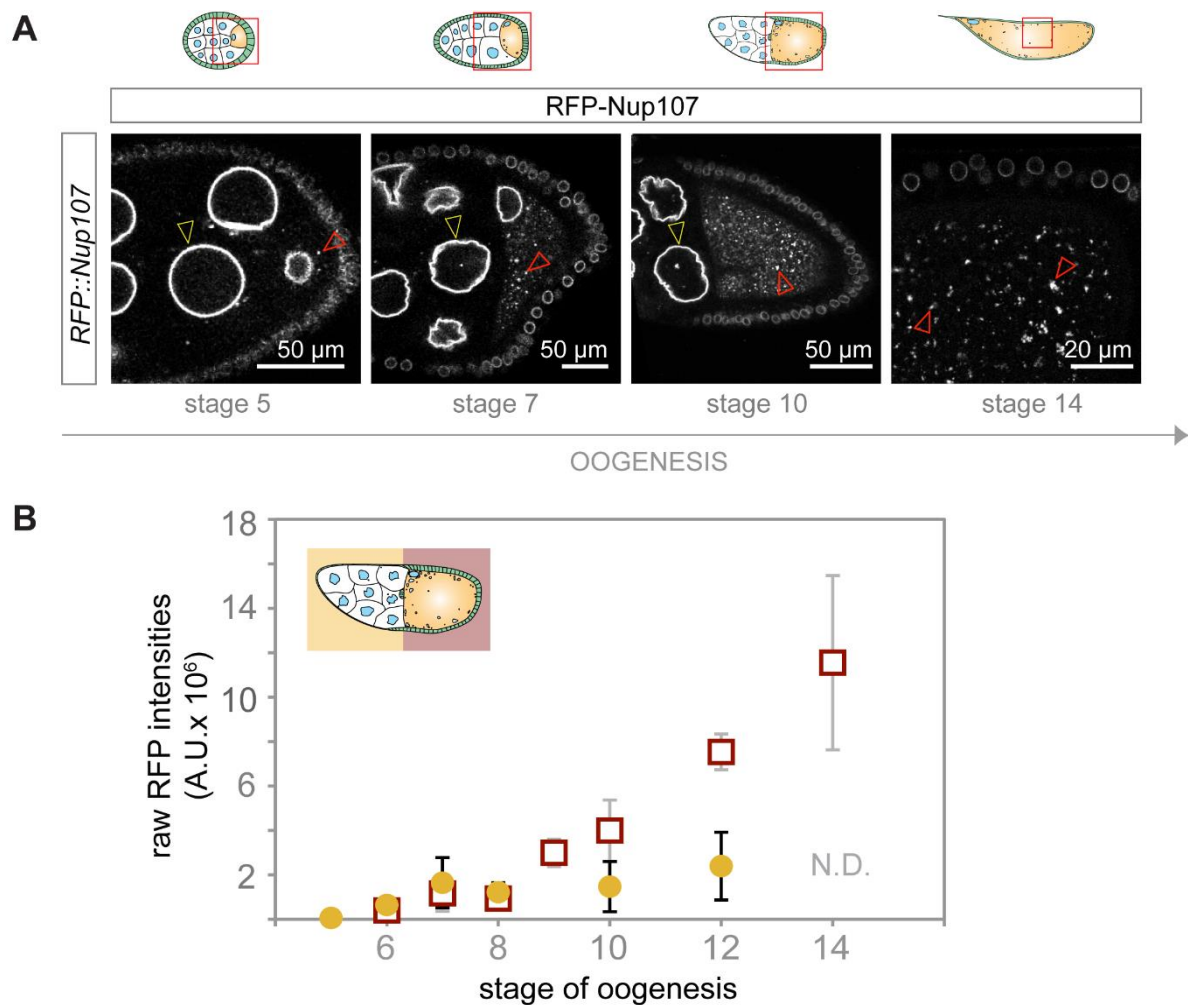 A
RFP-Nup107
RFP::Nup107
50 µm
50 µm
50 µm
20 µm
stage 5
stage 7
stage 10
stage 14
OOGENESIS
B
18
14
10
6
2
raw RFP intensities
(A.U.x 10⁶)
N.D.
6
8
10
12
14
stage of oogenesis